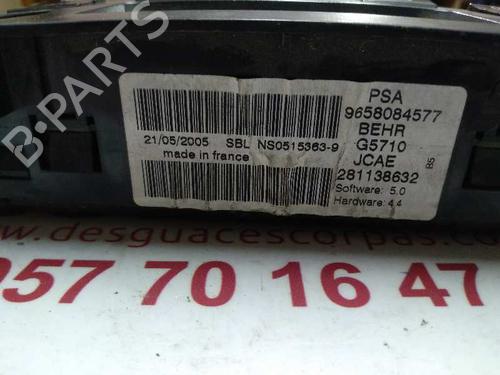 PSA
9658084577
BEHR
G5710
JCAE
281138632
Software: 5.0
Hardware: 4.4
B5
21/05/2005 SBL NS0515363-9
made in france
B-PARTS
www.desguacescorpas.com
957 70 16 47